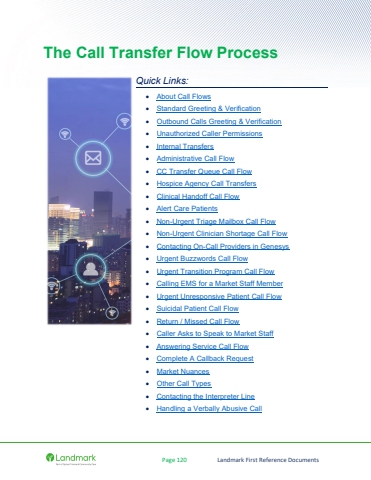 The Call Transfer Flow Process
Quick Links:
• About Call Flows
• Standard Greeting & Verification
• Outbound Calls Greeting & Verification
• Unauthorized Caller Permissions
• Internal Transfers
• Administrative Call Flow
• CC Transfer Queue Call Flow
• Hospice Agency Call Transfers
• Clinical Handoff Call Flow
• Alert Care Patients
• Non-Urgent Triage Mailbox Call Flow
• Non-Urgent Clinician Shortage Call Flow
• Contacting On-Call Providers in Genesys
• Urgent Buzzwords Call Flow
• Urgent Transition Program Call Flow
• Calling EMS for a Market Staff Member
• Urgent Unresponsive Patient Call Flow
• Suicidal Patient Call Flow
• Return / Missed Call Flow
• Caller Asks to Speak to Market Staff
• Answering Service Call Flow
• Complete A Callback Request
• Market Nuances
• Other Call Types
• Contacting the Interpreter Line
• Handling a Verbally Abusive Call
Landmark
Page 120
Landmark First Reference Documents